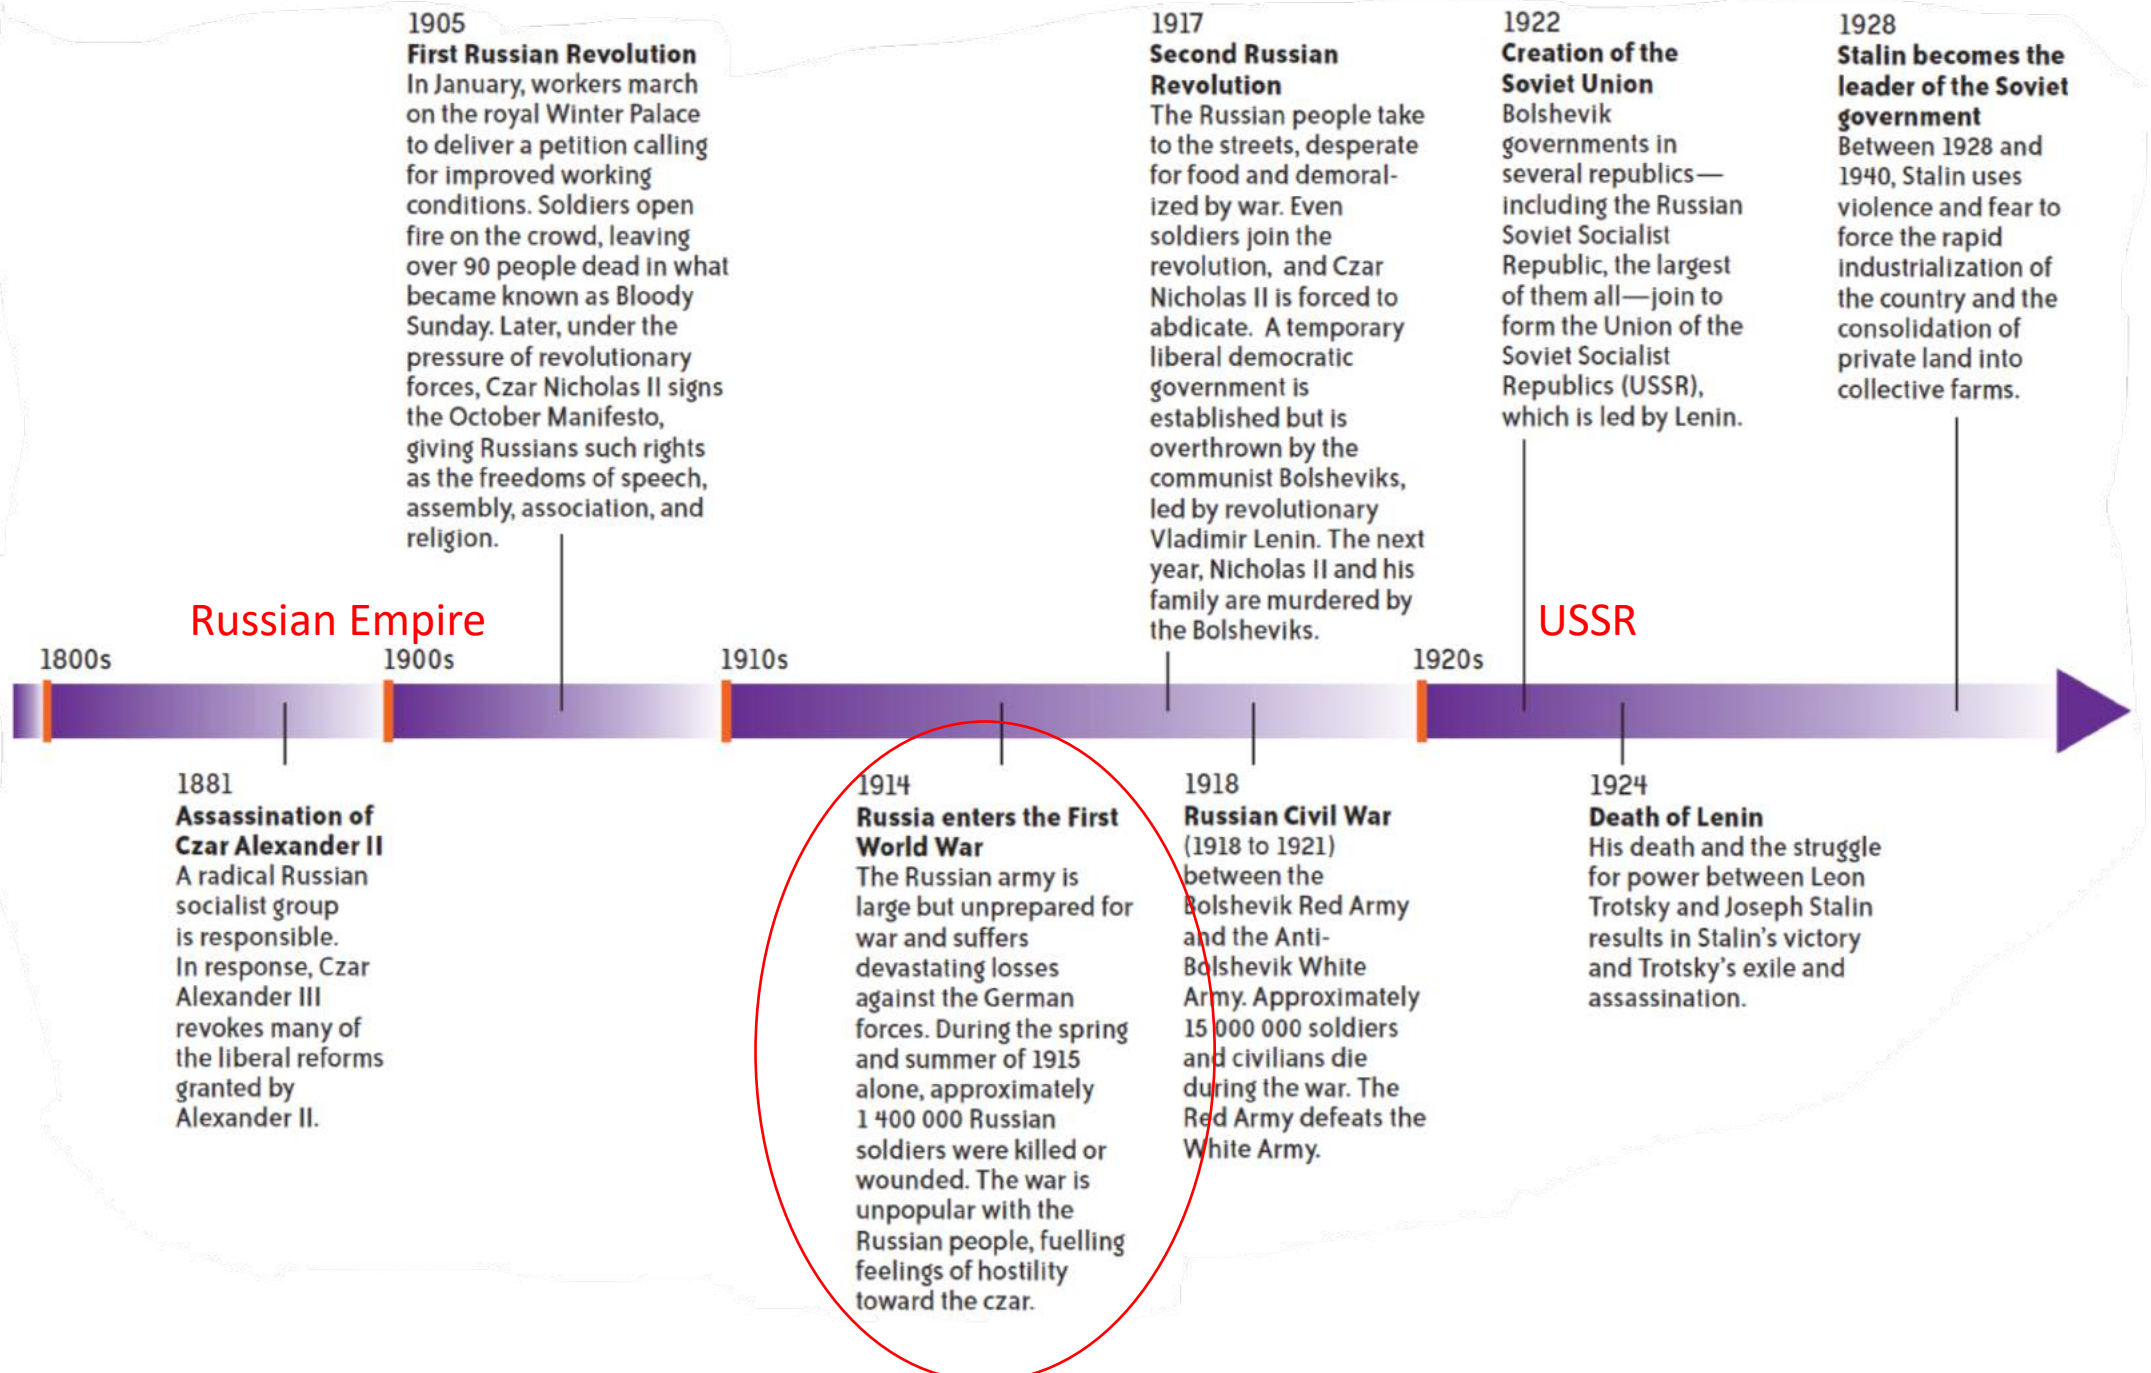 1905
First Russian Revolution
In January, workers march
on the royal Winter Palace
to deliver a petition calling
for improved working
conditions. Soldiers open
fire on the crowd, leaving
over 90 people dead in what
became known as Bloody
Sunday. Later, under the
pressure of revolutionary
forces, Czar Nicholas II signs
the October Manifesto,
giving Russians such rights
as the freedoms of speech,
assembly, association, and
religion.
1917
Second Russian
Revolution
The Russian people take
to the streets, desperate
for food and demoral-
ized by war. Even
soldiers join the
revolution, and Czar
Nicholas II is forced to
abdicate. A temporary
liberal democratic
government is
established but is
overthrown by the
communist Bolsheviks,
led by revolutionary
Vladimir Lenin. The next
year, Nicholas II and his
family are murdered by
the Bolsheviks.
1922
Creation of the
Soviet Union
Bolshevik
governments in
several republics—
including the Russian
Soviet Socialist
Republic, the largest
of them all—join to
form the Union of the
Soviet Socialist
Republics (USSR),
which is led by Lenin.
1928
Stalin becomes the
leader of the Soviet
government
Between 1928 and
1940, Stalin uses
violence and fear to
force the rapid
industrialization of
the country and the
consolidation of
private land into
collective farms.
Russian Empire
USSR
1800s
1900s
1910s
1920s
1881
Assassination of
Czar Alexander II
A radical Russian
socialist group
is responsible.
In response, Czar
Alexander III
revokes many of
the liberal reforms
granted by
Alexander II.
1914
Russia enters the First
World War
The Russian army is
large but unprepared for
war and suffers
devastating losses
against the German
forces. During the spring
and summer of 1915
alone, approximately
1 400 000 Russian
soldiers were killed or
wounded. The war is
unpopular with the
Russian people, fuelling
feelings of hostility
toward the czar.
1918
Russian Civil War
(1918 to 1921)
between the
Bolshevik Red Army
and the Anti-
Bolshevik White
Army. Approximately
15 000 000 soldiers
and civilians die
during the war. The
Red Army defeats the
White Army.
1924
Death of Lenin
His death and the struggle
for power between Leon
Trotsky and Joseph Stalin
results in Stalin's victory
and Trotsky's exile and
assassination.